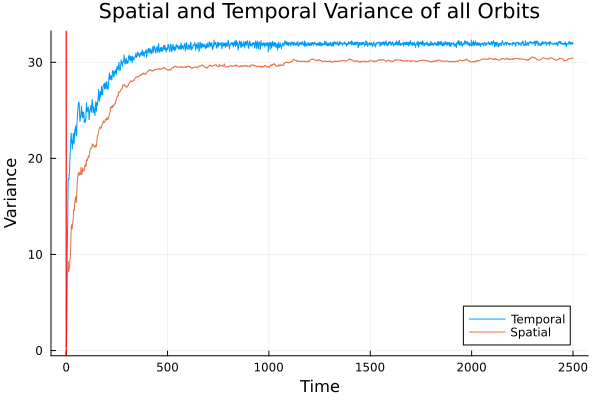 Spatial and Temporal Variance of all Orbits
Variance
30
20
10
0
0 500 1000 1500 2000 2500
Time
Temporal
Spatial